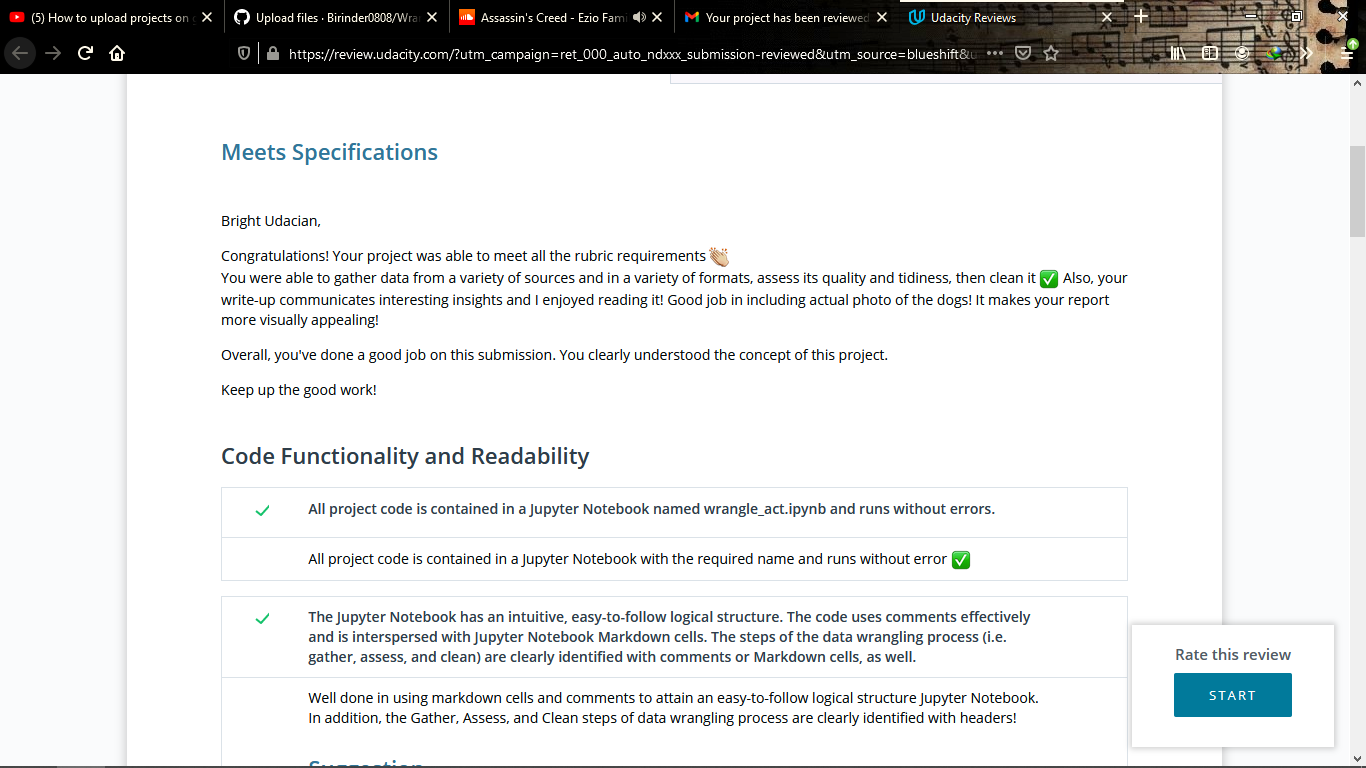 (5) How to upload projects on g
Upload files · Birinder0808/Wra
Assassin's Creed - Ezio Fami
Your project has been reviewed
Udacity Reviews
https://review.udacity.com/?utm_campaign=ret_000_auto_ndxxx_submission-reviewed&utm_source=blueshift&u
Meets Specifications
Bright Udacian,
Congratulations! Your project was able to meet all the rubric requirements 👏🏼
You were able to gather data from a variety of sources and in a variety of formats, assess its quality and tidiness, then clean it ✅ Also, your
write-up communicates interesting insights and I enjoyed reading it! Good job in including actual photo of the dogs! It makes your report
more visually appealing!
Overall, you've done a good job on this submission. You clearly understood the concept of this project.
Keep up the good work!
Code Functionality and Readability
All project code is contained in a Jupyter Notebook named wrangle_act.ipynb and runs without errors.
All project code is contained in a Jupyter Notebook with the required name and runs without error ✅
The Jupyter Notebook has an intuitive, easy-to-follow logical structure. The code uses comments effectively
and is interspersed with Jupyter Notebook Markdown cells. The steps of the data wrangling process (i.e.
gather, assess, and clean) are clearly identified with comments or Markdown cells, as well.
Well done in using markdown cells and comments to attain an easy-to-follow logical structure Jupyter Notebook.
In addition, the Gather, Assess, and Clean steps of data wrangling process are clearly identified with headers!
Suggestion
Rate this review
START